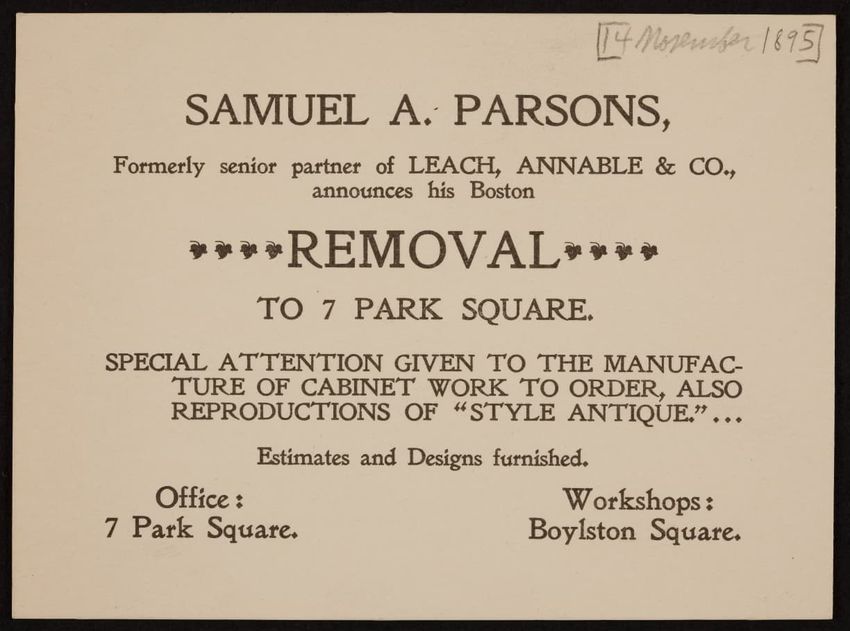 [14 November 1895]
SAMUEL A. PARSONS,
Formerly senior partner of LEACH, ANNABLE & CO.,
announces his Boston
REMOVAL
TO 7 PARK SQUARE.
SPECIAL ATTENTION GIVEN TO THE MANUFAC-
TURE OF CABINET WORK TO ORDER, ALSO
REPRODUCTIONS OF “STYLE ANTIQUE.”...
Estimates and Designs furnished.
Office:
7 Park Square.
Workshops:
Boylston Square.